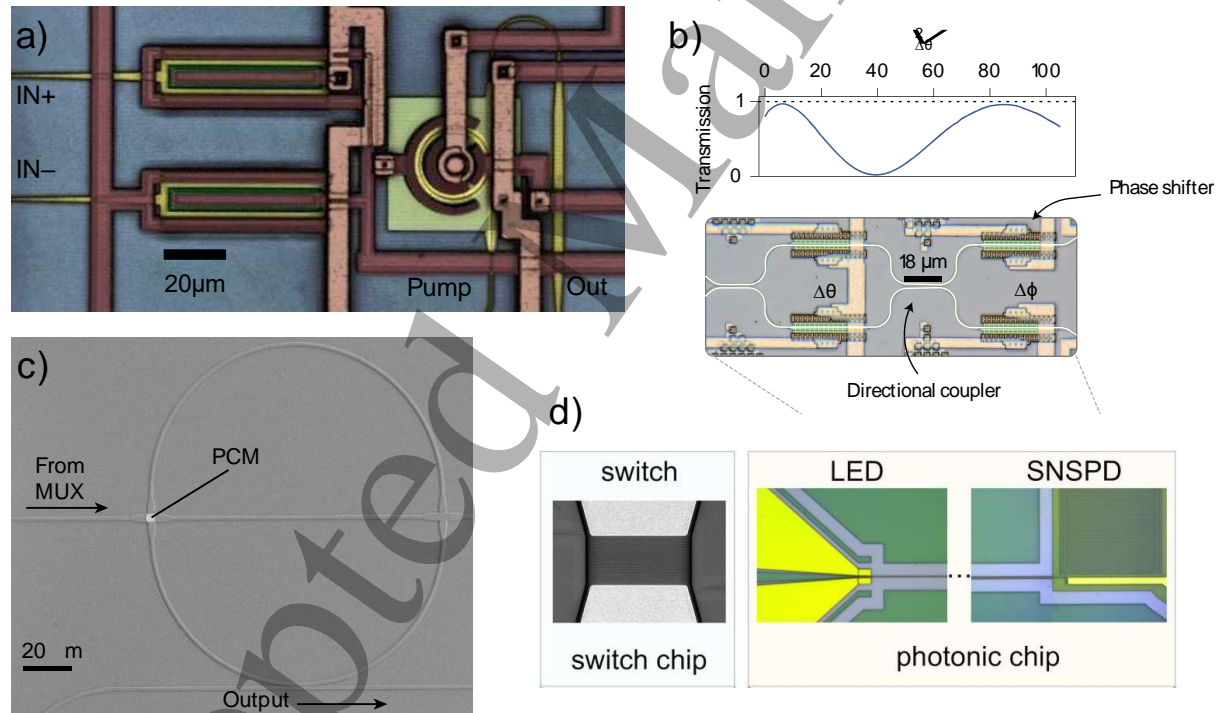 a)
IN+
IN–
20µm
Pump
Out
b)
Δθ
0 20 40 60 80 100
Transmission
1
0
Phase shifter
18 µm
Δθ
Δϕ
Directional coupler
c)
From
MUX
PCM
20 m
Output
d)
switch
switch chip
LED
SNSPD
...
photonic chip